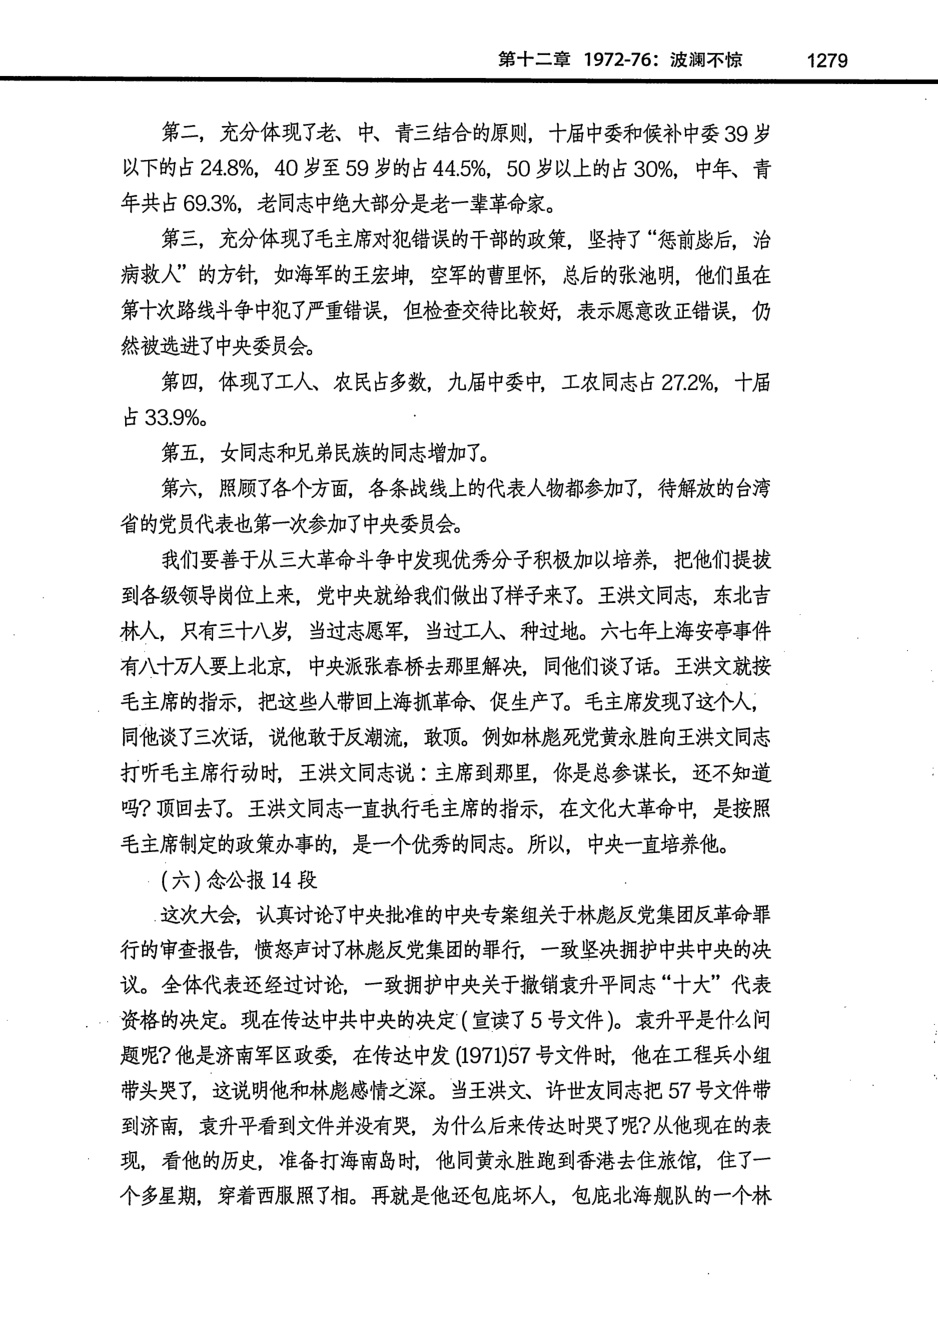 第十二章 1972-76：波澜不惊 1279
第二，充分体现了老、中、青三结合的原则，十届中委和候补中委 39 岁
以下的占 24.8%，40 岁至 59 岁的占 44.5%，50 岁以上的占 30%，中年、青
年共占 69.3%，老同志中绝大部分是老一辈革命家。
第三，充分体现了毛主席对犯错误的干部的政策，坚持了“惩前毖后，治
病救人”的方针，如海军的王宏坤，空军的曹里怀，总后的张池明，他们虽在
第十次路线斗争中犯了严重错误，但检查交待比较好，表示愿意改正错误，仍
然被选进了中央委员会。
第四，体现了工人、农民占多数，九届中委中，工农同志占 27.2%，十届
占 33.9%。
第五，女同志和兄弟民族的同志增加了。
第六，照顾了各个方面，各条战线上的代表人物都参加了，待解放的台湾
省的党员代表也第一次参加了中央委员会。
我们要善于从三大革命斗争中发现优秀分子积极加以培养，把他们提拔
到各级领导岗位上来，党中央就给我们做出了样子来了。王洪文同志，东北吉
林人，只有三十八岁，当过志愿军，当过工人、种过地。六七年上海安亭事件
有八十万人要上北京，中央派张春桥去那里解决，同他们谈了话。王洪文就按
毛主席的指示，把这些人带回上海抓革命、促生产了。毛主席发现了这个人，
同他谈了三次话，说他敢于反潮流，敢顶。例如林彪死党黄永胜向王洪文同志
打听毛主席行动时，王洪文同志说：主席到那里，你是总参谋长，还不知道
吗？顶回去了。王洪文同志一直执行毛主席的指示，在文化大革命中，是按照
毛主席制定的政策办事的，是一个优秀的同志。所以，中央一直培养他。
(六) 念公报 14 段
这次大会，认真讨论了中央批准的中央专案组关于林彪反党集团反革命罪
行的审查报告，愤怒声讨了林彪反党集团的罪行，一致坚决拥护中共中央的决
议。全体代表还经过讨论，一致拥护中央关于撤销袁升平同志“十大”代表
资格的决定。现在传达中共中央的决定（宣读了 5 号文件）。袁升平是什么问
题呢？他是济南军区政委，在传达中发 (1971)57 号文件时，他在工程兵小组
带头哭了，这说明他和林彪感情之深。当王洪文、许世友同志把 57 号文件带
到济南，袁升平看到文件并没有哭，为什么后来传达时哭了呢？从他现在的表
现，看他的历史，准备打海南岛时，他同黄永胜跑到香港去住旅馆，住了一
个多星期，穿着西服照了相。再就是他还包庇坏人，包庇北海舰队的一个林